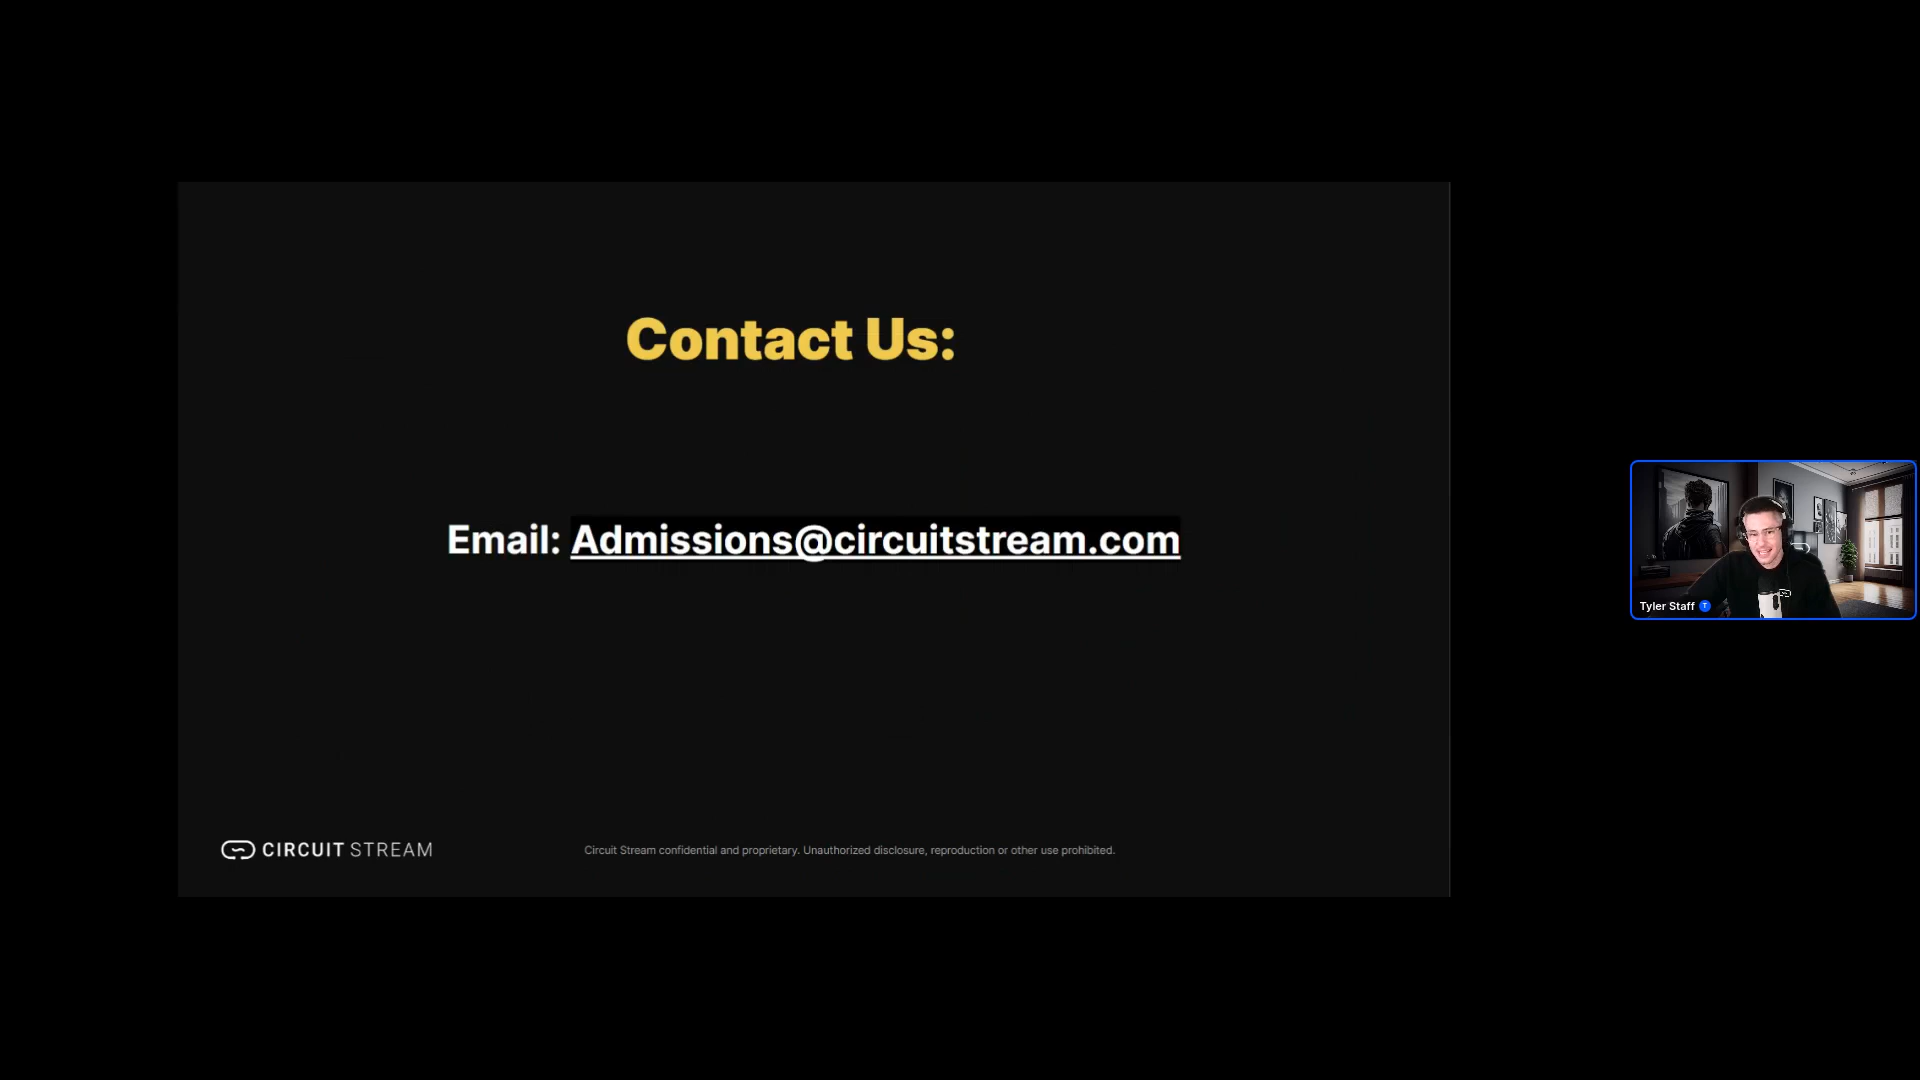 Contact Us:
Email: Admissions@circuitstream.com
CIRCUIT STREAM
Circuit Stream confidential and proprietary. Unauthorized disclosure, reproduction or other use prohibited.
Tyler Staff T